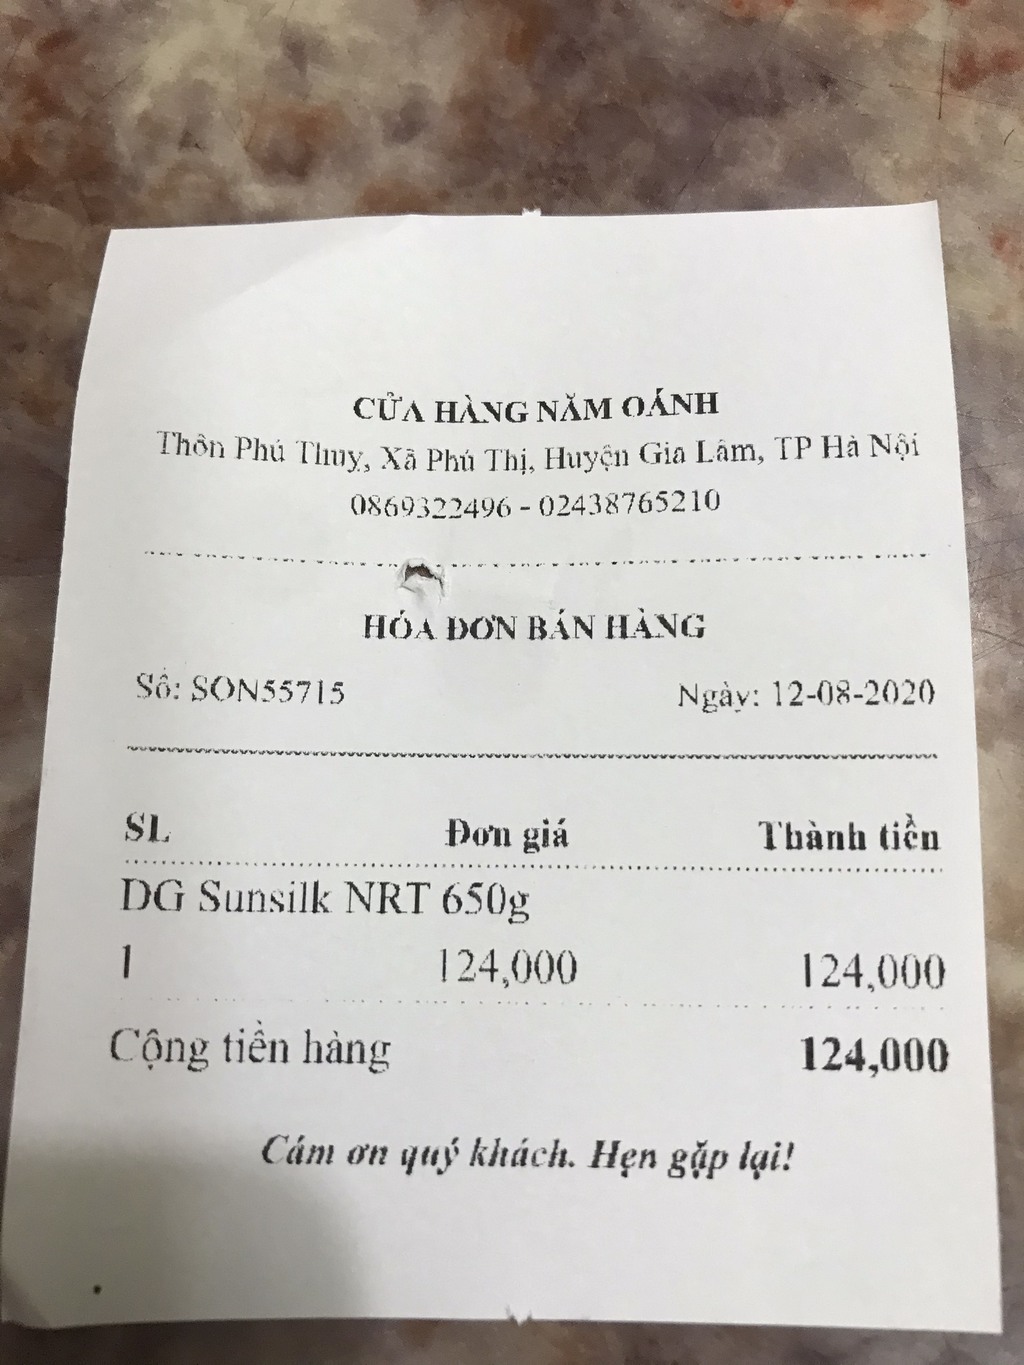 CỬA HÀNG NĂM OÁNH
Thôn Phú Thuy, Xã Phú Thị, Huyện Gia Lâm, TP Hà Nội
0869322496 - 02438765210
HÓA ĐƠN BÁN HÀNG
Số: SON55715 Ngày: 12-08-2020
SL Đơn giá Thành tiền
DG Sunsilk NRT 650g
1 124,000 124,000
Cộng tiền hàng 124,000
Cám ơn quý khách. Hẹn gặp lại!